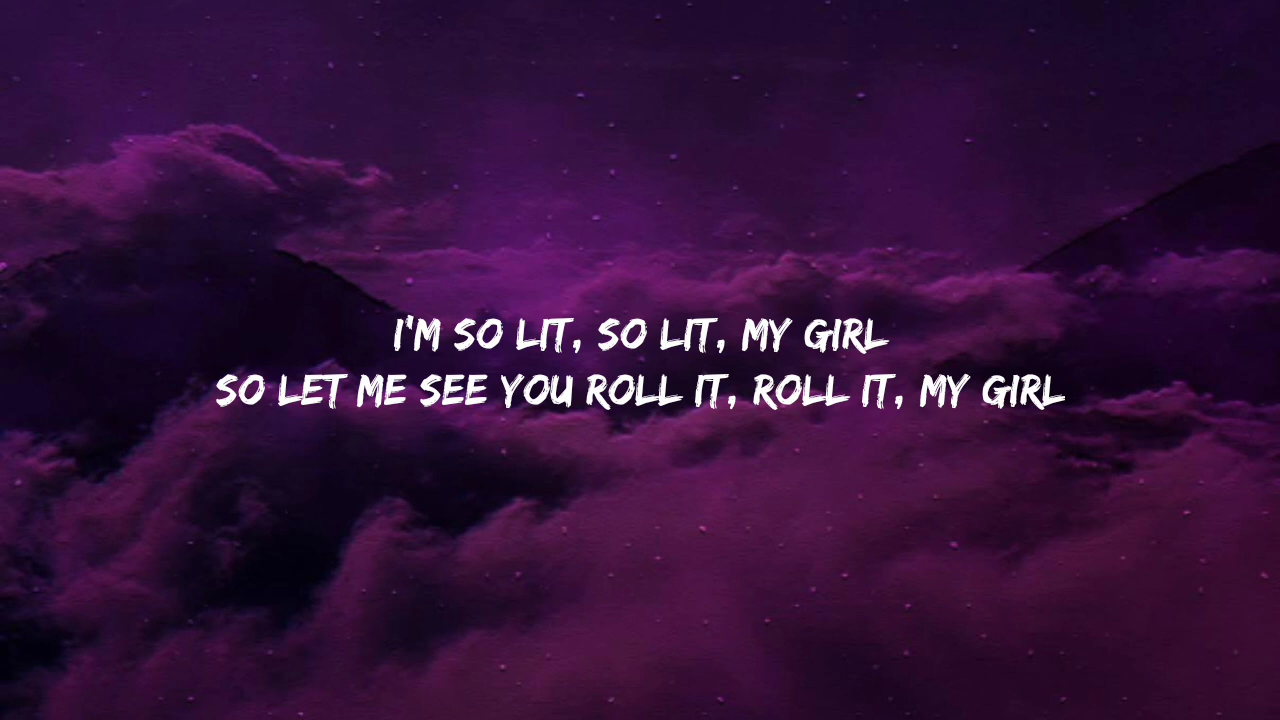 I'M SO LIT, SO LIT, MY GIRL
SO LET ME SEE YOU ROLL IT, ROLL IT, MY GIRL